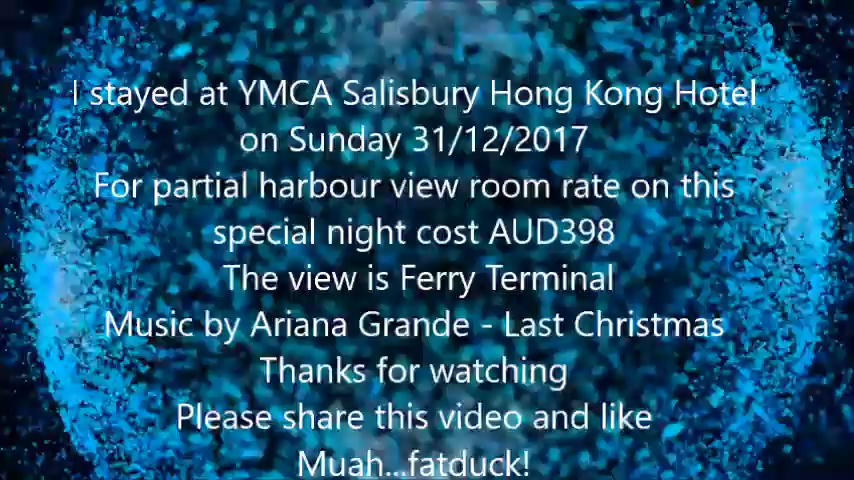 I stayed at YMCA Salisbury Hong Kong Hotel
on Sunday 31/12/2017
For partial harbour view room rate on this
special night cost AUD398
The view is Ferry Terminal
Music by Ariana Grande - Last Christmas
Thanks for watching
Please share this video and like
Muah...fatduck!